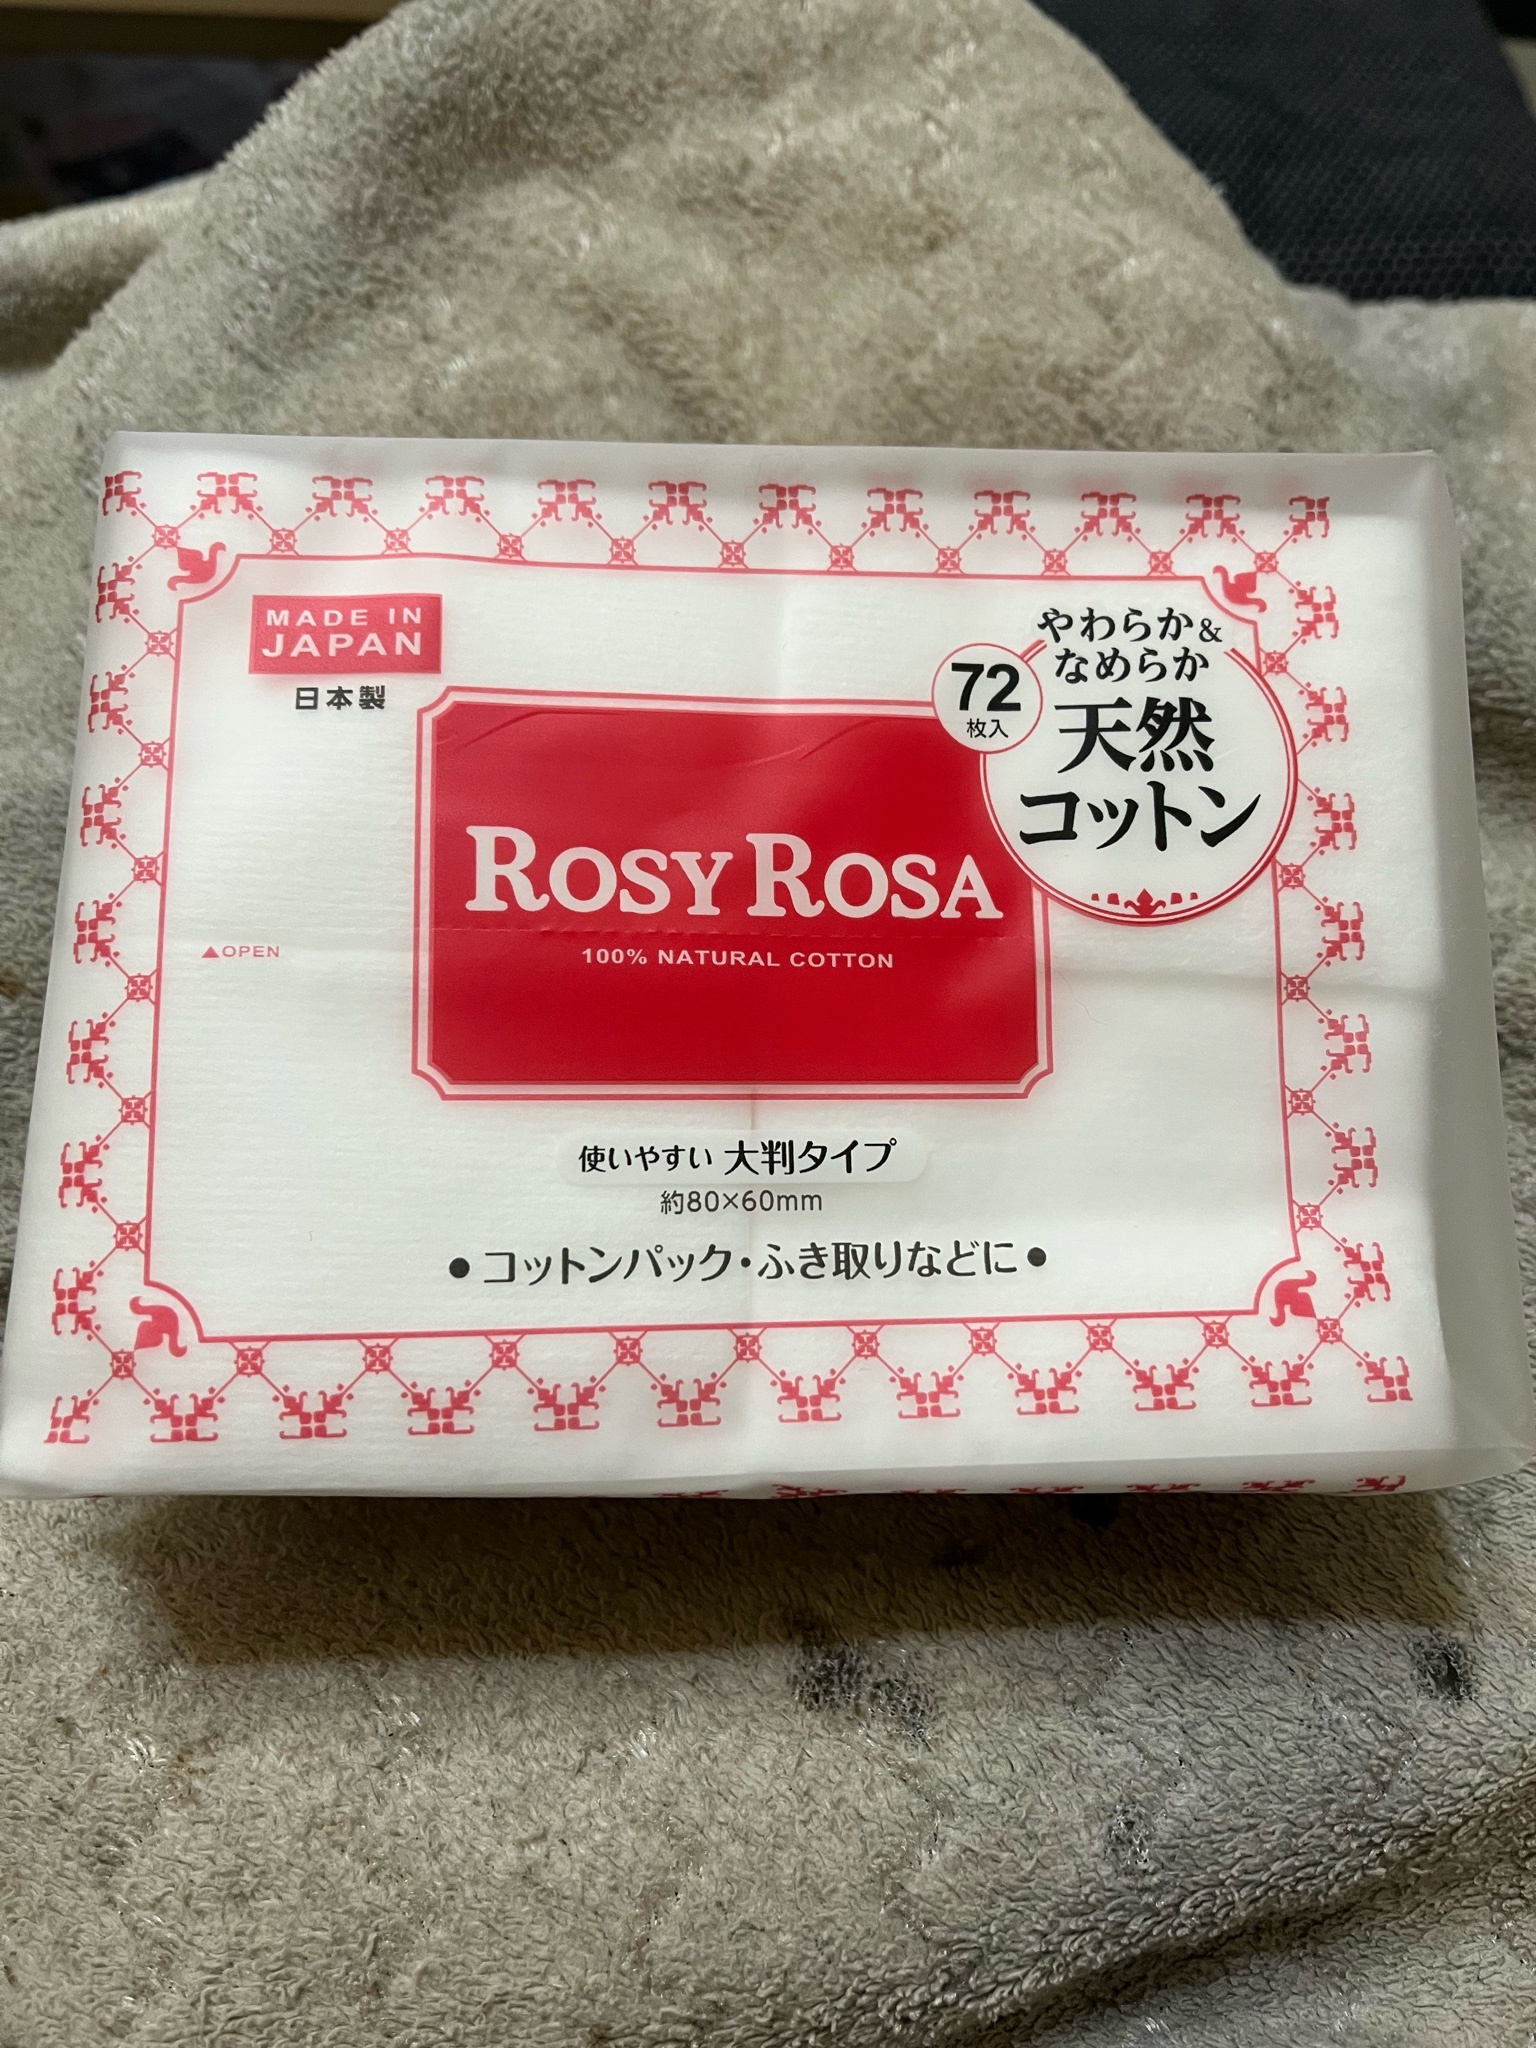 MADE IN
JAPAN
日本製
やわらか&
なめらか
72
枚入
天然
コットン
ROSY ROSA
100% NATURAL COTTON
▲OPEN
使いやすい 大判タイプ
約80×60mm
●コットンパック・ふき取りなどに●